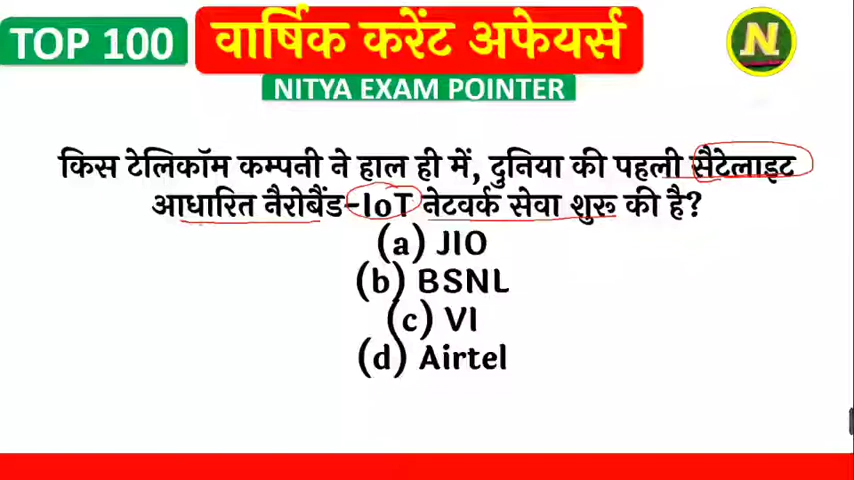 TOP 100
वार्षिक करेंट अफेयर्स
N
NITYA EXAM POINTER
किस टेलिकॉम कम्पनी ने हाल ही में, दुनिया की पहली सैटेलाइट
आधारित नैरोबैंड-IoT नेटवर्क सेवा शुरू की है?
(a) JIO
(b) BSNL
(c) VI
(d) Airtel